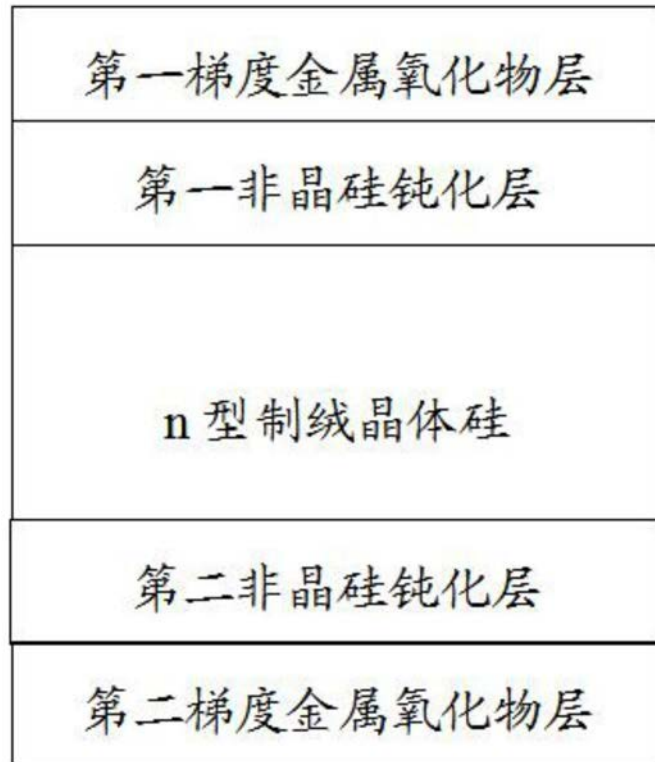 第一梯度金属氧化物层
第一非晶硅钝化层
n 型制绒晶体硅
第二非晶硅钝化层
第二梯度金属氧化物层